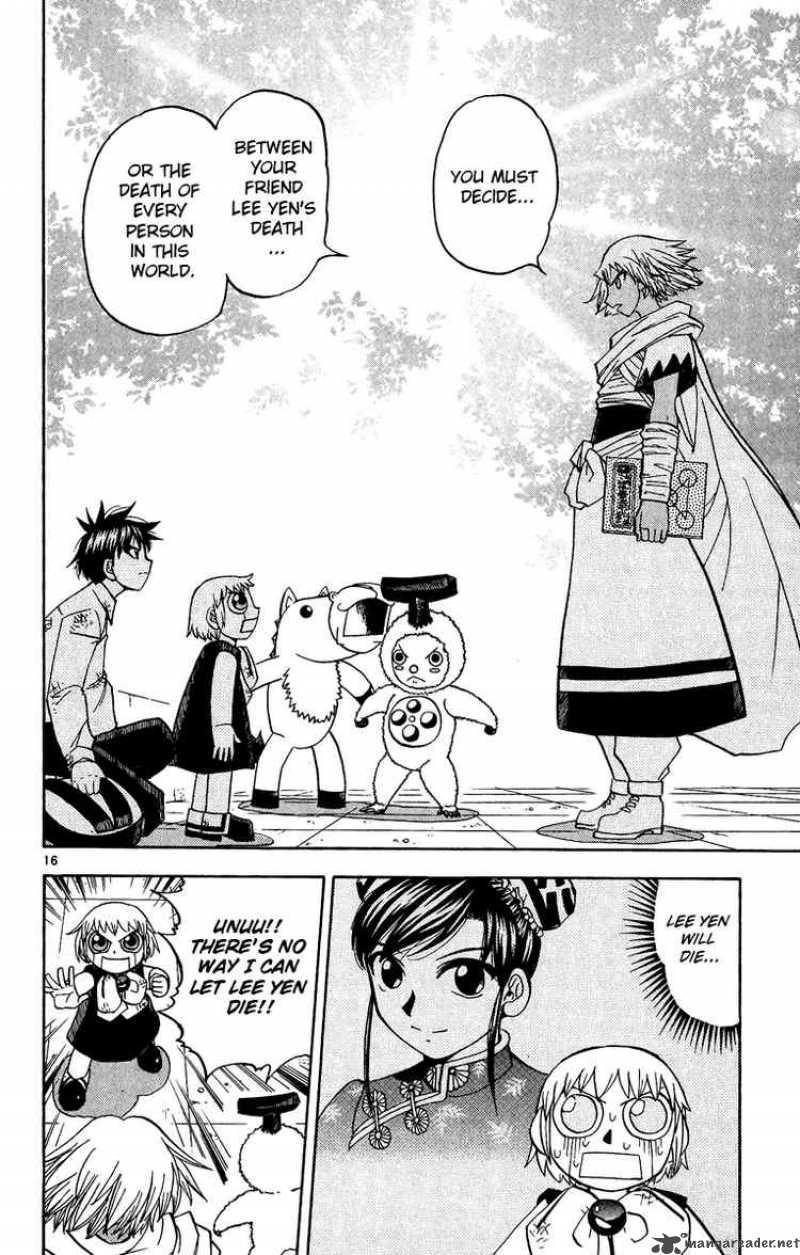 YOU MUST
DECIDE...
BETWEEN
YOUR
FRIEND
LEE YEN'S
DEATH
...
OR THE
DEATH OF
EVERY
PERSON
IN THIS
WORLD.
16
UNUU!!
THERE'S NO
WAY I CAN
LET LEE YEN
DIE!!
LEE YEN
WILL
DIE...
mangareader.net